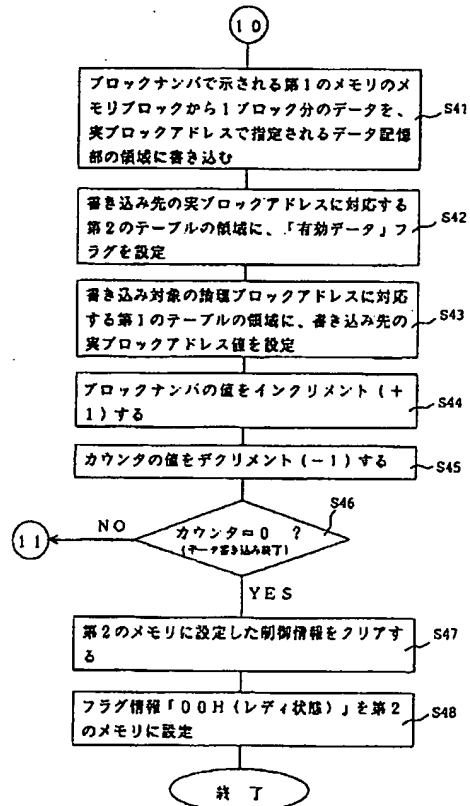 10
ブロックナンバで示される第1のメモリのメ
モリブロックから1ブロック分のデータを、
実ブロックアドレスで指定されるデータ記憶
部の領域に書き込む
S41
書き込み先の実ブロックアドレスに対応する
第2のテーブルの領域に、「有効データ」フ
ラグを設定
S42
書き込み対象の論理ブロックアドレスに対応
する第1のテーブルの領域に、書き込み先の
実ブロックアドレス値を設定
S43
ブロックナンバの値をインクリメント(+
1)する
S44
カウンタの値をデクリメント(-1)する
S45
S46
カウンタ=0 ?
(データ書き込み終了)
NO
11
YES
第2のメモリに設定した制御情報をクリアす
る
S47
フラグ情報「00H(レディ状態)」を第2
のメモリに設定
S48
終了